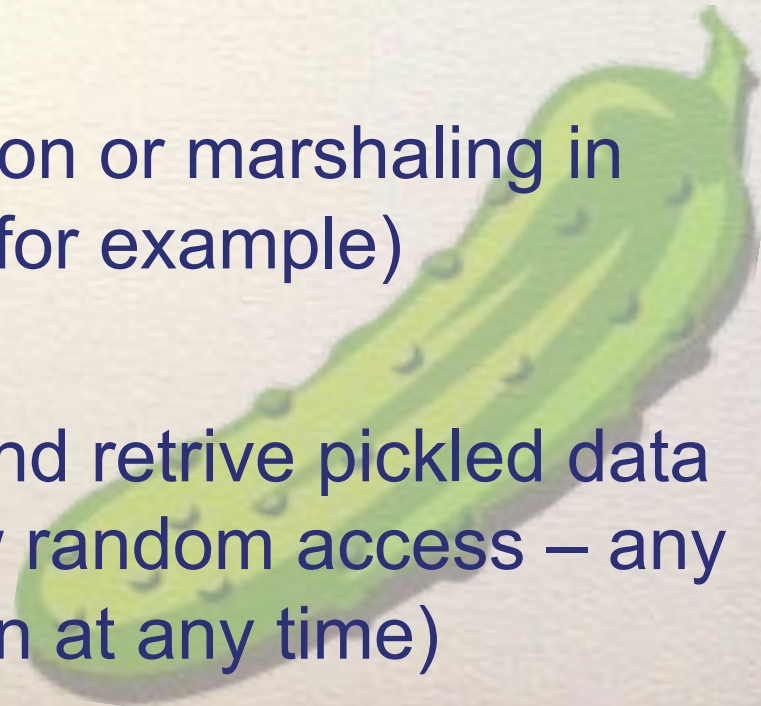 on or marshaling in
for example)
nd retrive pickled data
random access – any
n at any time)